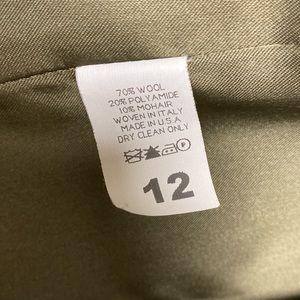 70% WOOL
20% POLYAMIDE
10% MOHAIR
WOVEN IN ITALY
MADE IN U.S.A
DRY CLEAN ONLY
P
12